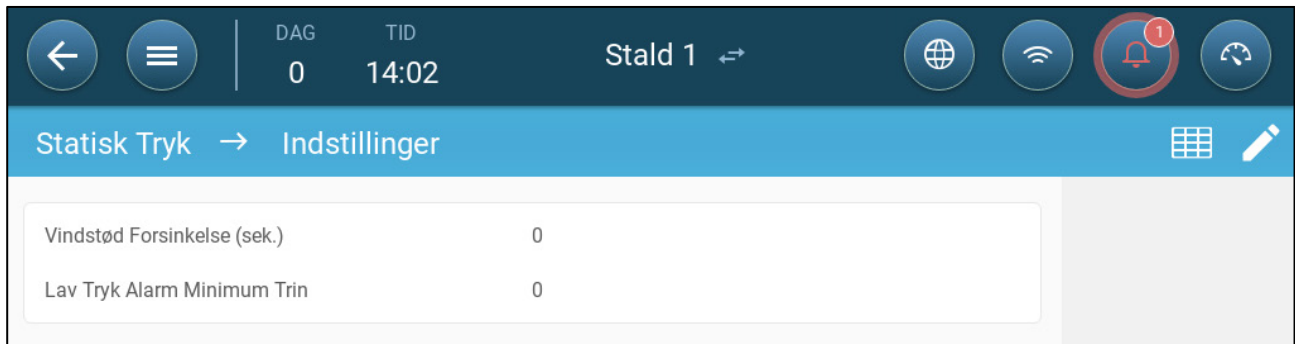 DAG TID
0 14:02
Stald 1
1
Statisk Tryk → Indstillinger
Vindstød Forsinkelse (sek.) 0
Lav Tryk Alarm Minimum Trin 0